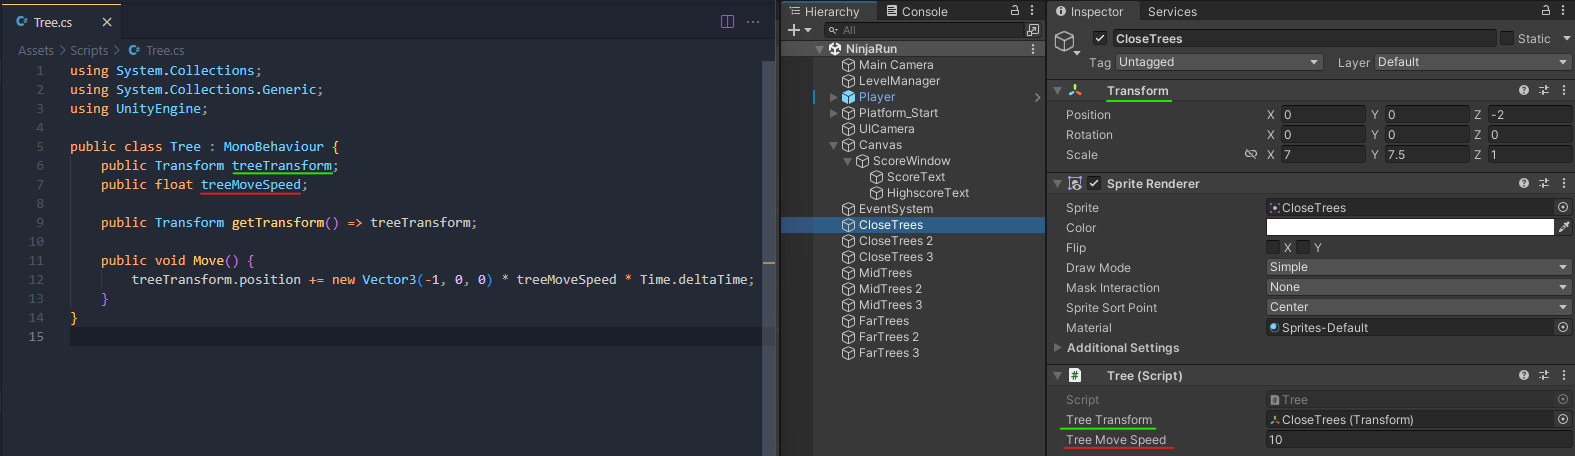 Tree.cs
Assets > Scripts > Tree.cs
1 using System.Collections;
2 using System.Collections.Generic;
3 using UnityEngine;
4
5 public class Tree : MonoBehaviour {
6 public Transform treeTransform;
7 public float treeMoveSpeed;
8
9 public Transform getTransform() => treeTransform;
10
11 public void Move() {
12 treeTransform.position += new Vector3(-1, 0, 0) * treeMoveSpeed * Time.deltaTime;
13 }
14 }
15
Hierarchy Console
All
NinjaRun
Main Camera
LevelManager
Player
Platform_Start
UICamera
Canvas
ScoreWindow
ScoreText
HighscoreText
EventSystem
CloseTrees
CloseTrees 2
CloseTrees 3
MidTrees
MidTrees 2
MidTrees 3
FarTrees
FarTrees 2
FarTrees 3
Inspector Services
CloseTrees Static
Tag Untagged Layer Default
Transform
Position X 0 Y 0 Z -2
Rotation X 0 Y 0 Z 0
Scale X 7 Y 7.5 Z 1
Sprite Renderer
Sprite CloseTrees
Color
Flip X Y
Draw Mode Simple
Mask Interaction None
Sprite Sort Point Center
Material Sprites-Default
Additional Settings
# Tree (Script)
Script Tree
Tree Transform CloseTrees (Transform)
Tree Move Speed 10